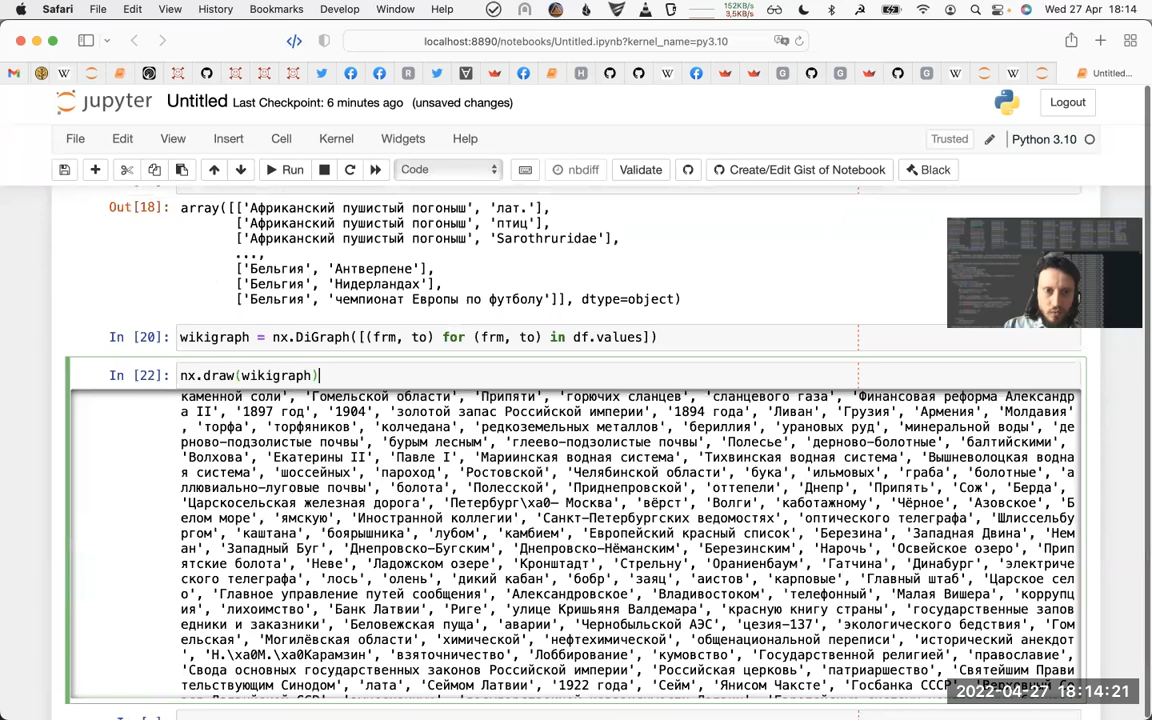 Safari File Edit View History Bookmarks Develop Window Help 152KB/s 3,5KB/s Wed 27 Apr 18:14
localhost:8890/notebooks/Untitled.ipynb?kernel_name=py3.10
Untitled...
jupyter Untitled Last Checkpoint: 6 minutes ago (unsaved changes) Logout
File Edit View Insert Cell Kernel Widgets Help Trusted Python 3.10
Run Code nbdiff Validate Create/Edit Gist of Notebook Black
Out[18]: array([['Африканский пушистый погоныш', 'лат.'],
['Африканский пушистый погоныш', 'птиц'],
['Африканский пушистый погоныш', 'Sarothruridae'],
...,
['Бельгия', 'Антверпене'],
['Бельгия', 'Нидерландах'],
['Бельгия', 'чемпионат Европы по футболу']], dtype=object)
In [20]: wikigraph = nx.DiGraph([(frm, to) for (frm, to) in df.values])
In [22]: nx.draw(wikigraph)
каменной соли', 'Гомельской области', 'Припяти', 'горючих сланцев', 'сланцевого газа', 'Финансовая реформа Александр
а II', '1897 год', '1904', 'золотой запас Российской империи', '1894 года', 'Ливан', 'Грузия', 'Армения', 'Молдавия'
, 'торфа', 'торфяников', 'колчедана', 'редкоземельных металлов', 'бериллия', 'урановых руд', 'минеральной воды', 'де
рново-подзолистые почвы', 'бурым лесным', 'глеево-подзолистые почвы', 'Полесье', 'дерново-болотные', 'балтийскими',
'Волхова', 'Екатерины II', 'Павле I', 'Мариинская водная система', 'Тихвинская водная система', 'Вышневолоцкая водна
я система', 'шоссейных', 'пароход', 'Ростовской', 'Челябинской области', 'бука', 'ильмовых', 'граба', 'болотные', 'а
ллювиально-луговые почвы', 'болота', 'Полесской', 'Приднепровской', 'оттепели', 'Днепр', 'Припять', 'Сож', 'Берда',
'Царскосельская железная дорога', 'Петербург\xa0— Москва', 'вёрст', 'Волги', 'каботажному', 'Чёрное', 'Азовское', 'Б
елом море', 'ямскую', 'Иностранной коллегии', 'Санкт-Петербургских ведомостях', 'оптического телеграфа', 'Шлиссельбу
ргом', 'каштана', 'боярышника', 'лубом', 'камбием', 'Европейский красный список', 'Березина', 'Западная Двина', 'Нем
ан', 'Западный Буг', 'Днепровско-Бугским', 'Днепровско-Нёманским', 'Березинским', 'Нарочь', 'Освейское озеро', 'Прип
ятские болота', 'Неве', 'Ладожском озере', 'Кронштадт', 'Стрельну', 'Ораниенбаум', 'Гатчина', 'Динабург', 'электриче
ского телеграфа', 'лось', 'олень', 'дикий кабан', 'бобр', 'заяц', 'аистов', 'карповые', 'Главный штаб', 'Царское сел
о', 'Главное управление путей сообщения', 'Александровское', 'Владивостоком', 'телефонный', 'Малая Вишера', 'коррупц
ия', 'лихоимство', 'Банк Латвии', 'Риге', 'улице Кришьяня Валдемара', 'красную книгу страны', 'государственные запов
едники и заказники', 'Беловежская пуща', 'аварии', 'Чернобыльской АЭС', 'цезия-137', 'экологического бедствия', 'Гом
ельская', 'Могилёвская области', 'химической', 'нефтехимической', 'общенациональной переписи', 'исторический анекдот
', 'Н.\xa0М.\xa0Карамзин', 'взяточничество', 'Лоббирование', 'кумовство', 'Государственной религией', 'православие',
'Свода основных государственных законов Российской империи', 'Российская церковь', 'патриаршество', 'Святейшим Прави
тельствующим Синодом', 'лата', 'Сеймом Латвии', '1922 года', 'Сейм', 'Янисом Чаксте', 'Госбанка СССР',
2022-04-27 18:14:21